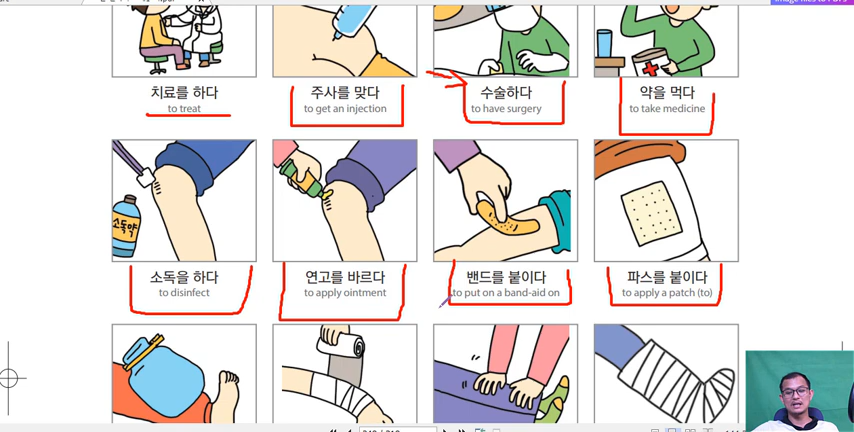 치료를 하다
to treat
주사를 맞다
to get an injection
수술하다
to have surgery
약을 먹다
to take medicine
소독약
소독을 하다
to disinfect
연고를 바르다
to apply ointment
밴드를 붙이다
to put on a band-aid on
파스를 붙이다
to apply a patch (to)